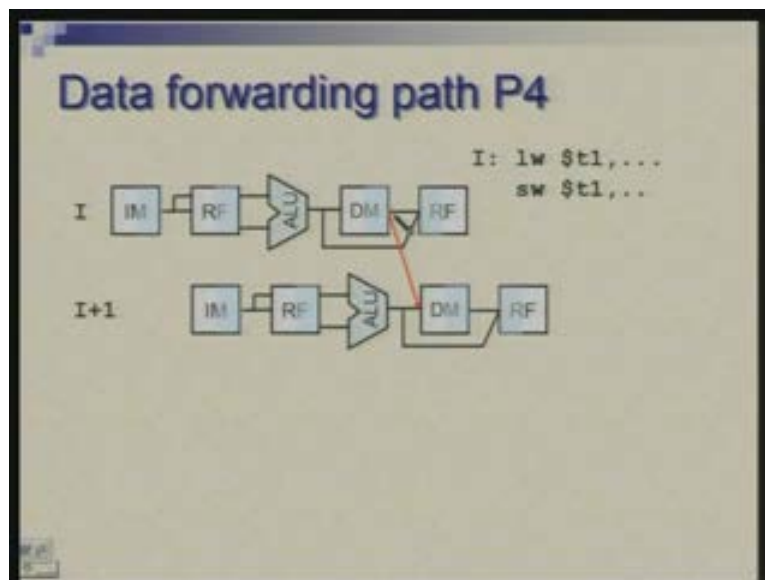 Data forwarding path P4
I: lw $t1,...
sw $t1,..
I IM RF ALU DM RF
I+1 IM RF ALU DM RF